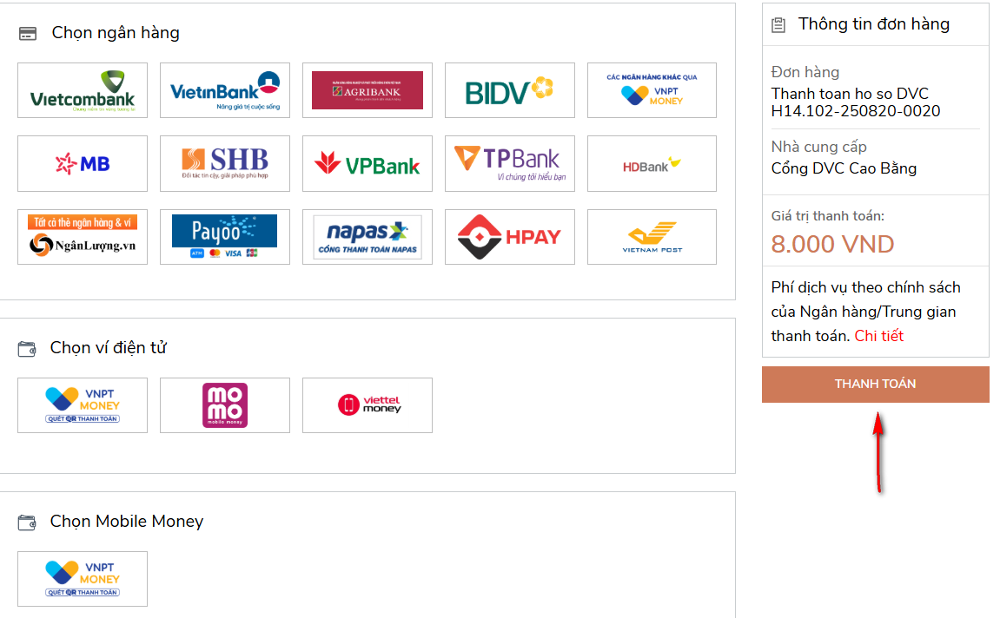 Chọn ngân hàng
Vietcombank
Chung niềm tin vững tương lai
VietinBank
Nâng giá trị cuộc sống
AGRIBANK
BIDV
CÁC NGÂN HÀNG KHÁC QUA
VNPT
MONEY
MB
SHB
Đối tác tin cậy, giải pháp phù hợp
VPBank
TPBank
Vì chúng tôi hiểu bạn
HDBank
Tất cả thẻ ngân hàng & ví
NgânLượng.vn
Payoo
ATM VISA JCB
napas
CỔNG THANH TOÁN NAPAS
HPAY
VIETNAM POST
Chọn ví điện tử
VNPT
MONEY
QUÉT QR THANH TOÁN
mo
mo
mobile money
viettel
money
Chọn Mobile Money
VNPT
MONEY
QUÉT QR THANH TOÁN
Thông tin đơn hàng
Đơn hàng
Thanh toan ho so DVC
H14.102-250820-0020
Nhà cung cấp
Cổng DVC Cao Bằng
Giá trị thanh toán:
8.000 VND
Phí dịch vụ theo chính sách
của Ngân hàng/Trung gian
thanh toán. Chi tiết
THANH TOÁN